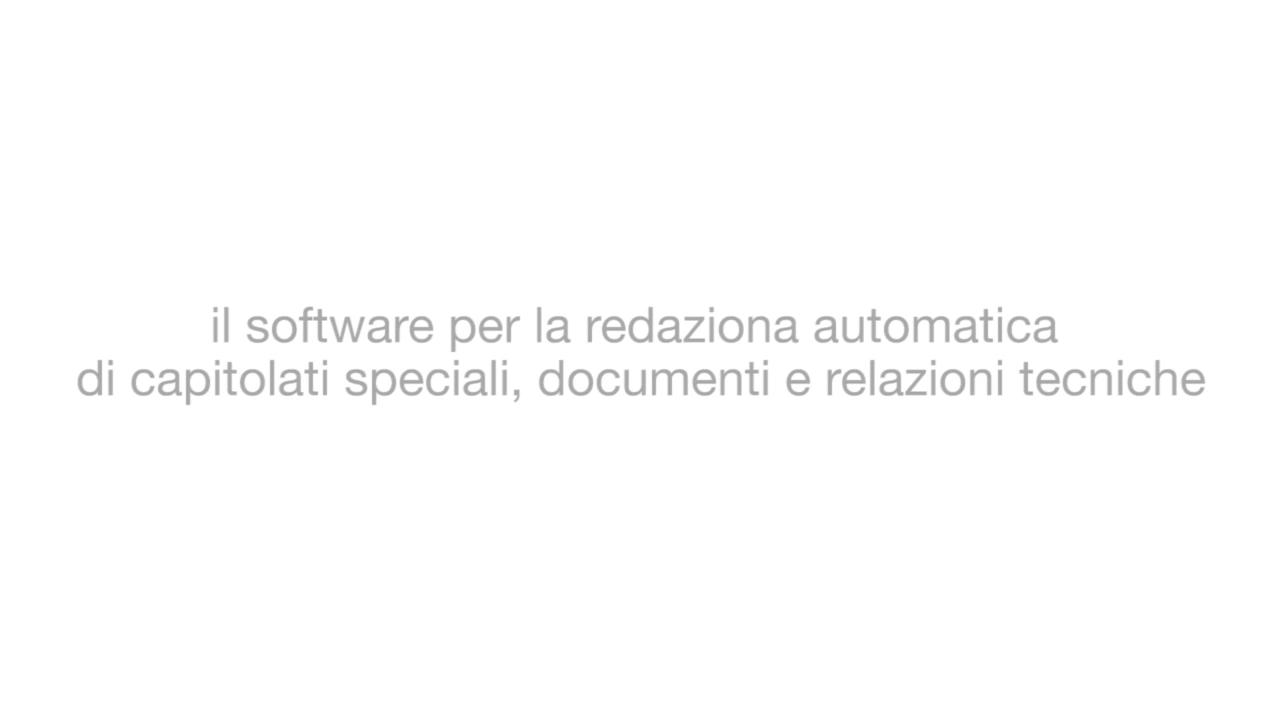 il software per la redaziona automatica
di capitolati speciali, documenti e relazioni tecniche